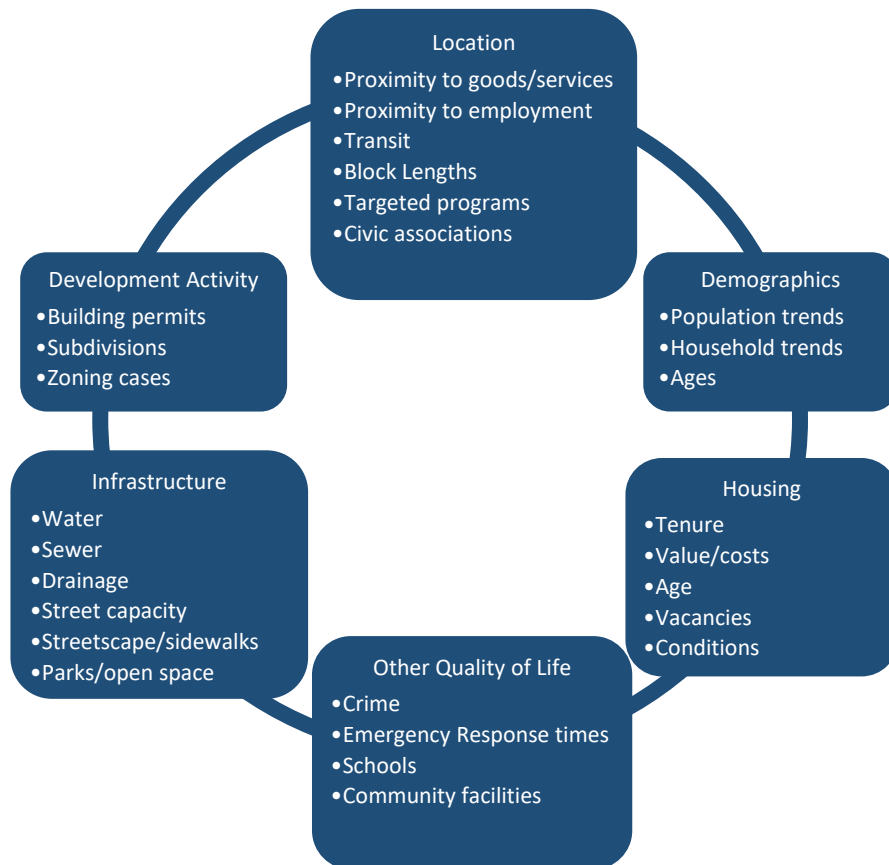 Location
•Proximity to goods/services
•Proximity to employment
•Transit
•Block Lengths
•Targeted programs
•Civic associations
Demographics
•Population trends
•Household trends
•Ages
Housing
•Tenure
•Value/costs
•Age
•Vacancies
•Conditions
Other Quality of Life
•Crime
•Emergency Response times
•Schools
•Community facilities
Infrastructure
•Water
•Sewer
•Drainage
•Street capacity
•Streetscape/sidewalks
•Parks/open space
Development Activity
•Building permits
•Subdivisions
•Zoning cases